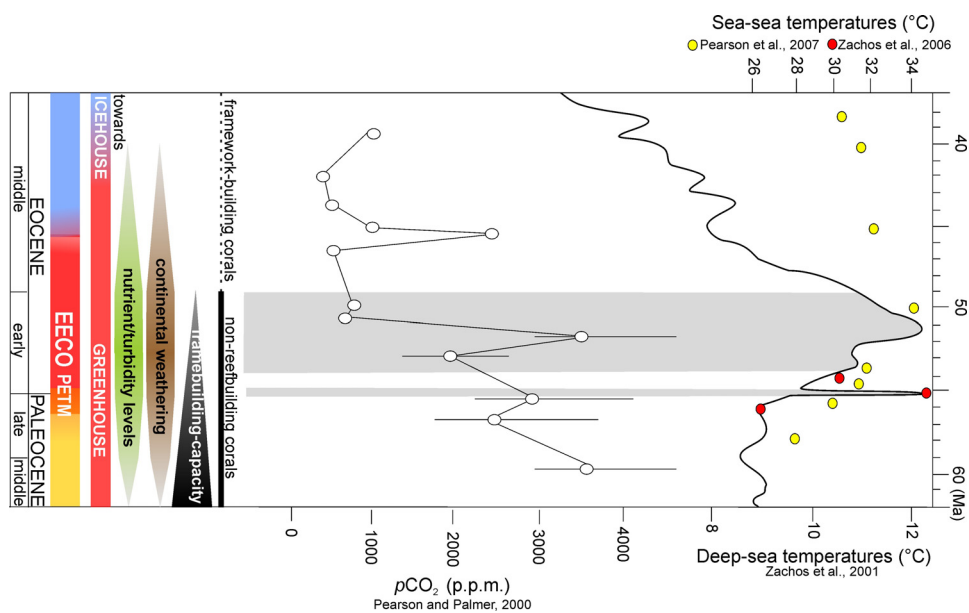 Sea-sea temperatures (°C)
Pearson et al., 2007 Zachos et al., 2006
26 28 30 32 34
middle
early
late
middle
EOCENE
PALEOCENE
EECO PETM
ICEHOUSE
GREENHOUSE
towards
nutrient/turbidity levels
continental weathering
framebuilding-capacity
framework-building corals
non-reefbuilding corals
40
50
60 (Ma)
0 1000 2000 3000 4000
8 10 12
pCO₂ (p.p.m.)
Pearson and Palmer, 2000
Deep-sea temperatures (°C)
Zachos et al., 2001